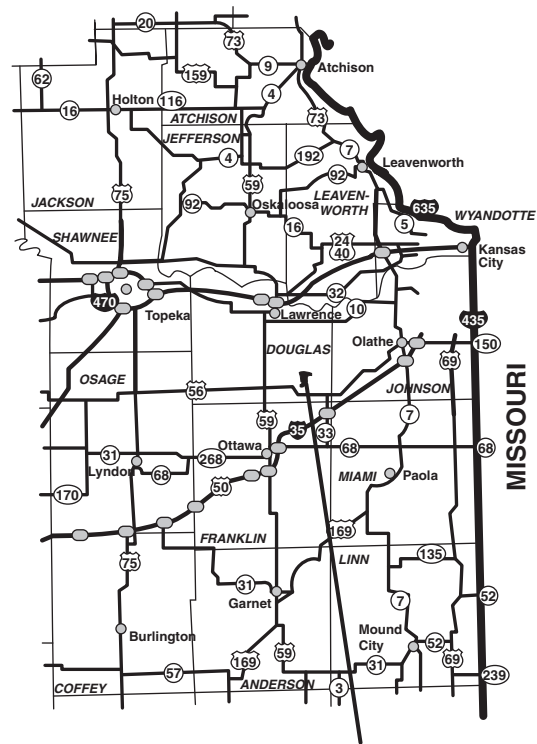 20
73
62
159
9
Atchison
4
16
Holton
116
ATCHISON
73
JEFFERSON
4
192
7
Leavenworth
92
59
75
92
LEAVEN-
WORTH
JACKSON
Oskaloosa
16
635
WYANDOTTE
5
SHAWNEE
24
40
Kansas
City
470
Topeka
32
10
Lawrence
435
DOUGLAS
Olathe
150
69
OSAGE
56
JOHNSON
7
59
35
33
MISSOURI
Ottawa
31
268
68
68
Lyndon
68
50
MIAMI
Paola
170
169
FRANKLIN
LINN
135
75
31
7
52
Garnet
Burlington
Mound
City
52
59
169
31
69
57
239
COFFEY
ANDERSON
3